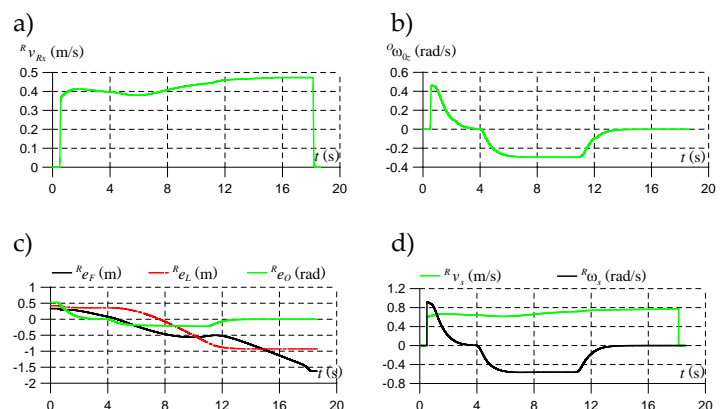 a)
b)
ᴿv_Rx (m/s)
ᴼω_0z (rad/s)
0.5
0.4
0.3
0.2
0.1
0
t (s)
0 4 8 12 16 20
0.6
0.4
0.2
0
-0.2
-0.4
t (s)
0 4 8 12 16 20
c)
d)
ᴿe_F (m) ᴿe_L (m) ᴿe_O (rad)
1
0.5
0
-0.5
-1
-1.5
-2
t (s)
0 4 8 12 16 20
ᴿv_s (m/s) ᴿω_s (rad/s)
1.2
0.8
0.4
0
-0.4
-0.8
t (s)
0 4 8 12 16 20